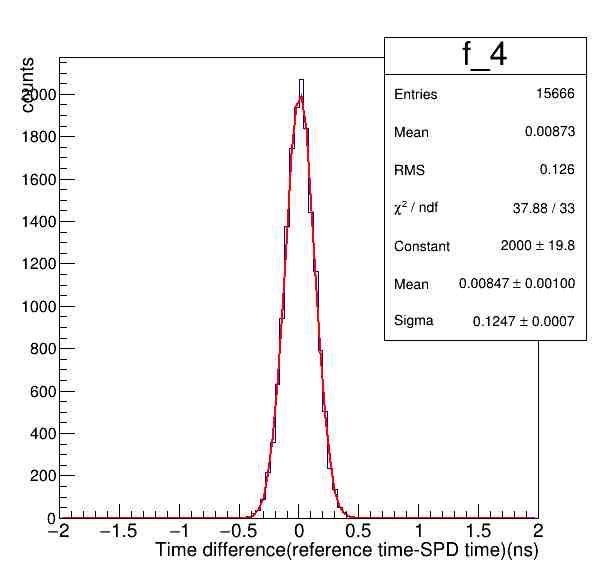 f_4
Entries 15666
Mean 0.00873
RMS 0.126
χ² / ndf 37.88 / 33
Constant 2000 ± 19.8
Mean 0.00847 ± 0.00100
Sigma 0.1247 ± 0.0007
counts
2000
1800
1600
1400
1200
1000
800
600
400
200
0
−2 −1.5 −1 −0.5 0 0.5 1 1.5 2
Time difference(reference time-SPD time)(ns)